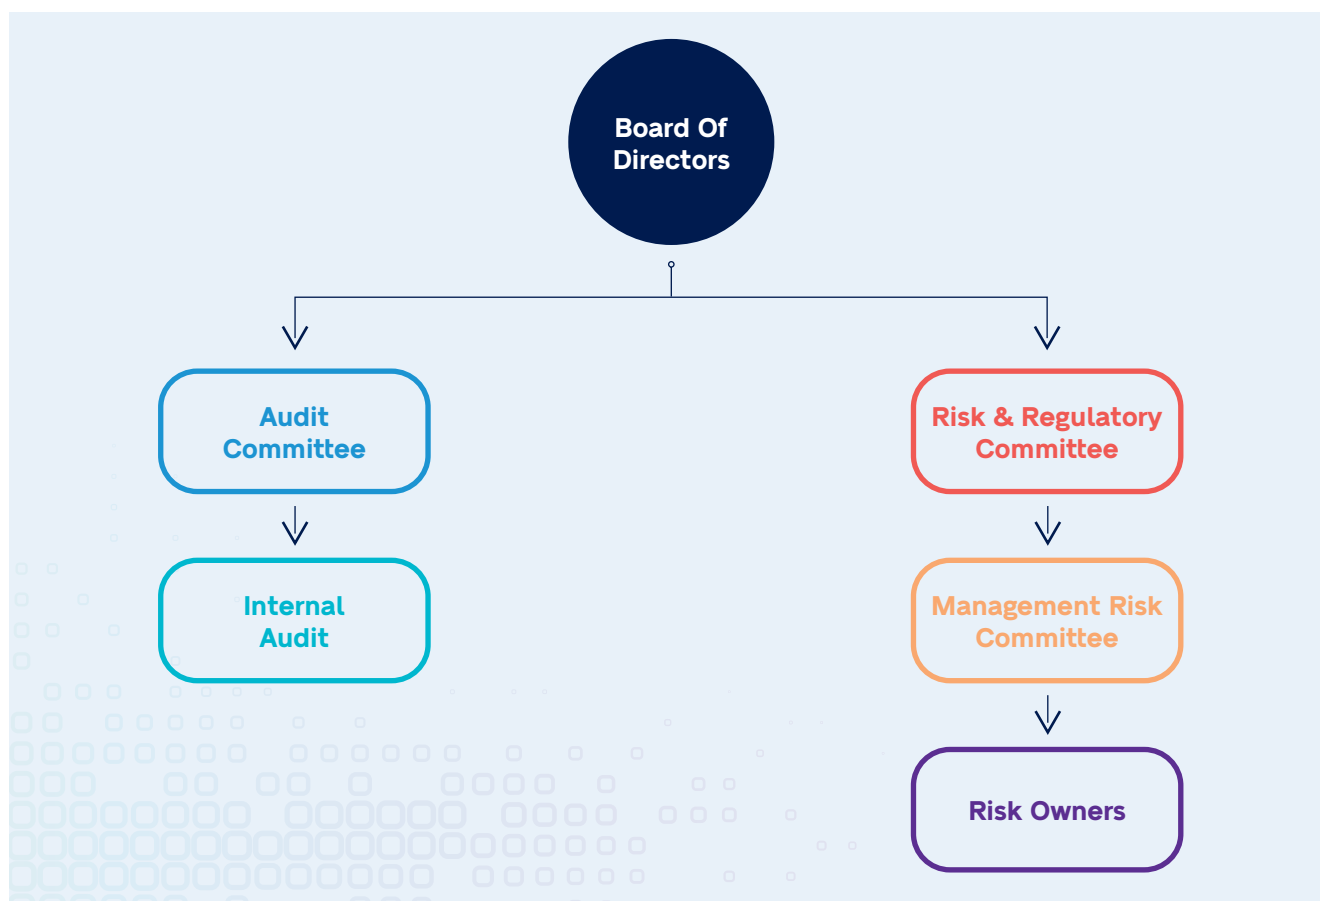 Board Of
Directors
Audit
Committee
Risk & Regulatory
Committee
Internal
Audit
Management Risk
Committee
Risk Owners